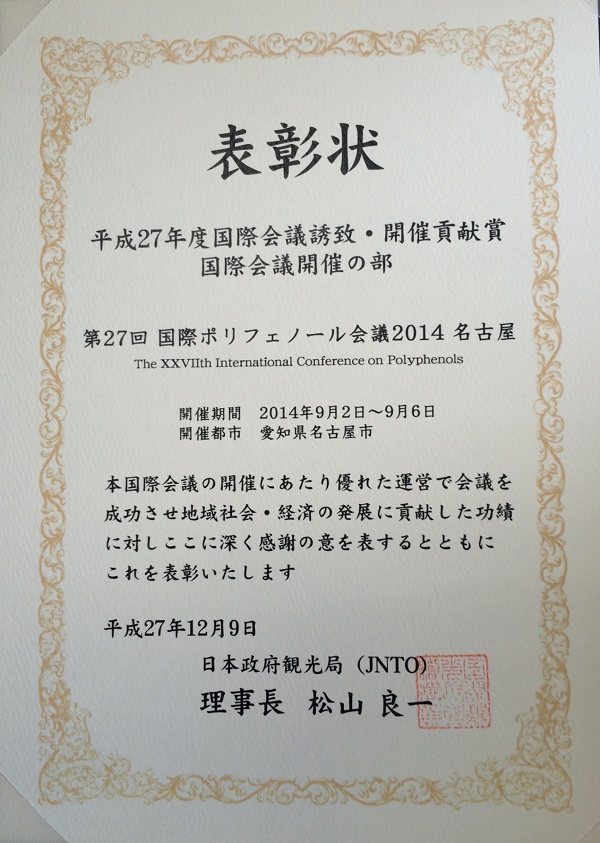 表彰状
平成27年度国際会議誘致・開催貢献賞
国際会議開催の部
第27回 国際ポリフェノール会議2014 名古屋
The XXVIIth International Conference on Polyphenols
開催期間 2014年9月2日～9月6日
開催都市 愛知県名古屋市
本国際会議の開催にあたり優れた運営で会議を
成功させ地域社会・経済の発展に貢献した功績
に対しここに深く感謝の意を表するとともに
これを表彰いたします
平成27年12月9日
日本政府観光局（JNTO）
理事長 松山 良一